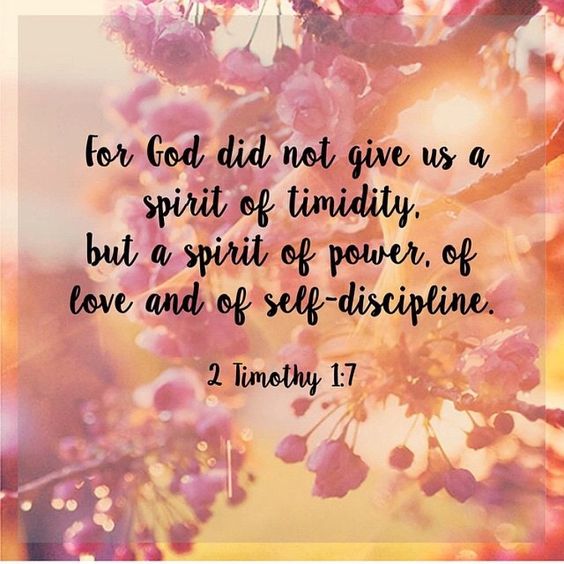 For God did not give us a
spirit of timidity,
but a spirit of power, of
love and of self-discipline.
2 Timothy 1:7